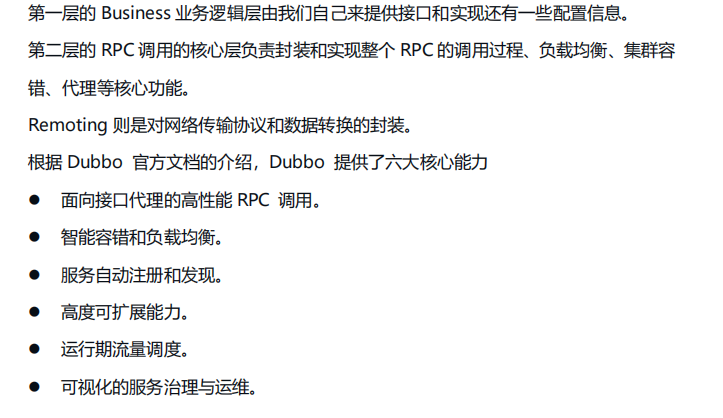 第一层的 Business 业务逻辑层由我们自己来提供接口和实现还有一些配置信息。
第二层的 RPC 调用的核心层负责封装和实现整个 RPC 的调用过程、负载均衡、集群容
错、代理等核心功能。
Remoting 则是对网络传输协议和数据转换的封装。
根据 Dubbo 官方文档的介绍，Dubbo 提供了六大核心能力
● 面向接口代理的高性能 RPC 调用。
● 智能容错和负载均衡。
● 服务自动注册和发现。
● 高度可扩展能力。
● 运行期流量调度。
● 可视化的服务治理与运维。